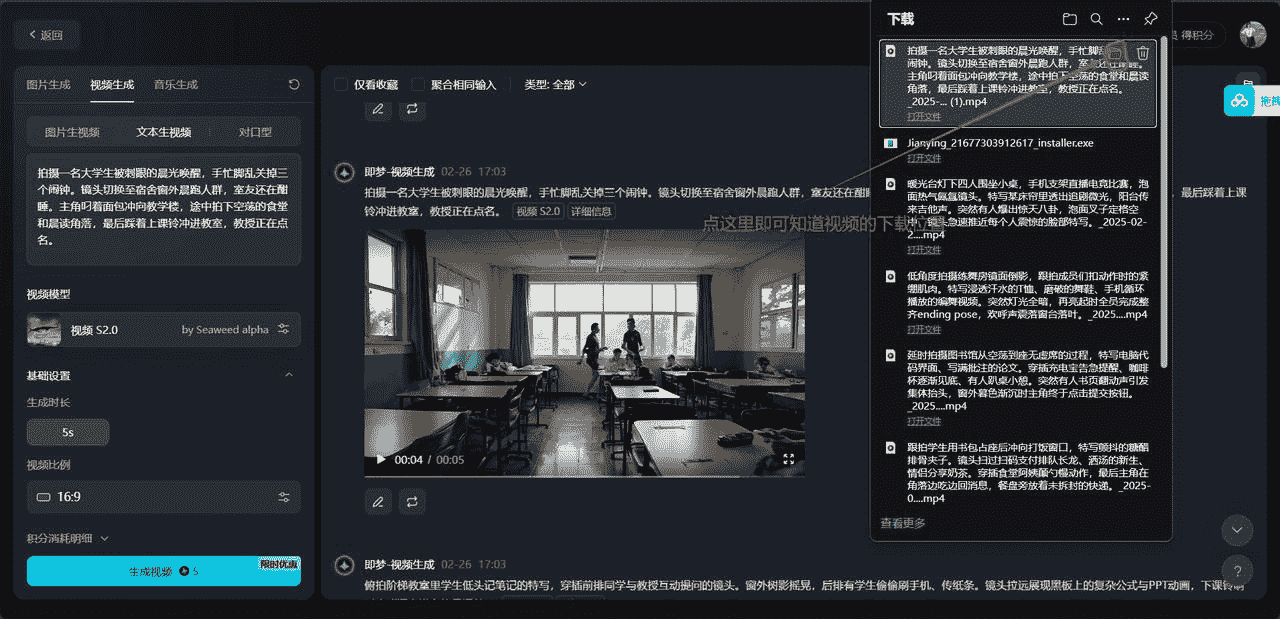 返回
图片生成 视频生成 音乐生成
图片生视频 文本生视频 对口型
拍摄一名大学生被刺眼的晨光唤醒，手忙脚乱关掉三
个闹钟。镜头切换至宿舍窗外晨跑人群，室友还在酣
睡。主角叼着面包冲向教学楼，途中拍下空荡的食堂
和晨读角落，最后踩着上课铃冲进教室，教授正在点
名。
视频模型
视频 S2.0 by Seaweed alpha
基础设置
生成时长
5s
视频比例
16:9
积分消耗明细
生成视频 5
限时优惠
仅看收藏 聚合相同输入 类型: 全部
即梦-视频生成 02-26 17:03
拍摄一名大学生被刺眼的晨光唤醒，手忙脚乱关掉三个闹钟。镜头切换至宿舍窗外晨跑人群，室友还在酣
最后踩着上课
铃冲进教室，教授正在点名。 视频 S2.0 详细信息
点这里即可知道视频的下载
00:04 / 00:05
即梦-视频生成 02-26 17:03
俯拍阶梯教室里学生低头记笔记的特写，穿插前排同学与教授互动提问的镜头。窗外树影摇晃，后排有学生偷偷刷手机、传纸条。镜头拉远展现黑板上的复杂公式与PPT动画，下课铃响
下载
拍摄一名大学生被刺眼的晨光唤醒，手忙脚乱
闹钟。镜头切换至宿舍窗外晨跑人群，室友还在酣睡。
主角叼着面包冲向教学楼，途中拍下空荡的食堂和晨读
角落，最后踩着上课铃冲进教室，教授正在点名。
_2025-... (1).mp4
打开文件
Jianying_21677303912617_installer.exe
打开文件
暖光台灯下四人围坐小桌，手机支架直播电竞比赛，泡
面热气氤氲镜头。特写某床帘里透出追剧微光，阳台传
来吉他声。突然有人爆出惊天八卦，泡面叉子定格空
中，镜头急速推近每个人震惊的脸部特写。_2025-02-
2....mp4
打开文件
低角度拍摄练舞房镜面倒影，跟拍成员们扣动作时的紧
绷肌肉。特写浸透汗水的T恤、磨破的舞鞋、手机循环
播放的编舞视频。突然灯光全暗，再亮起时全员完成整
齐ending pose，欢呼声震落窗台落叶。_2025....mp4
打开文件
延时拍摄图书馆从空荡到座无虚席的过程，特写电脑代
码界面、写满批注的论文。穿插充电宝告急提醒、咖啡
杯逐渐见底、有人趴桌小憩。突然有书页翻动声引发
集体抬头，窗外暮色渐沉时主角终于点击提交按钮。
_2025....mp4
打开文件
跟拍学生用书包占座后冲向打饭窗口，特写颤抖的糖醋
排骨夹子。镜头扫过扫码支付排队长龙、洒汤的新生、
情侣分享奶茶。穿插食堂阿姨颠勺慢动作，最后主角在
角落边吃边回消息，餐盘旁放着未拆封的快递。_2025-
0....mp4
查看更多
得积分